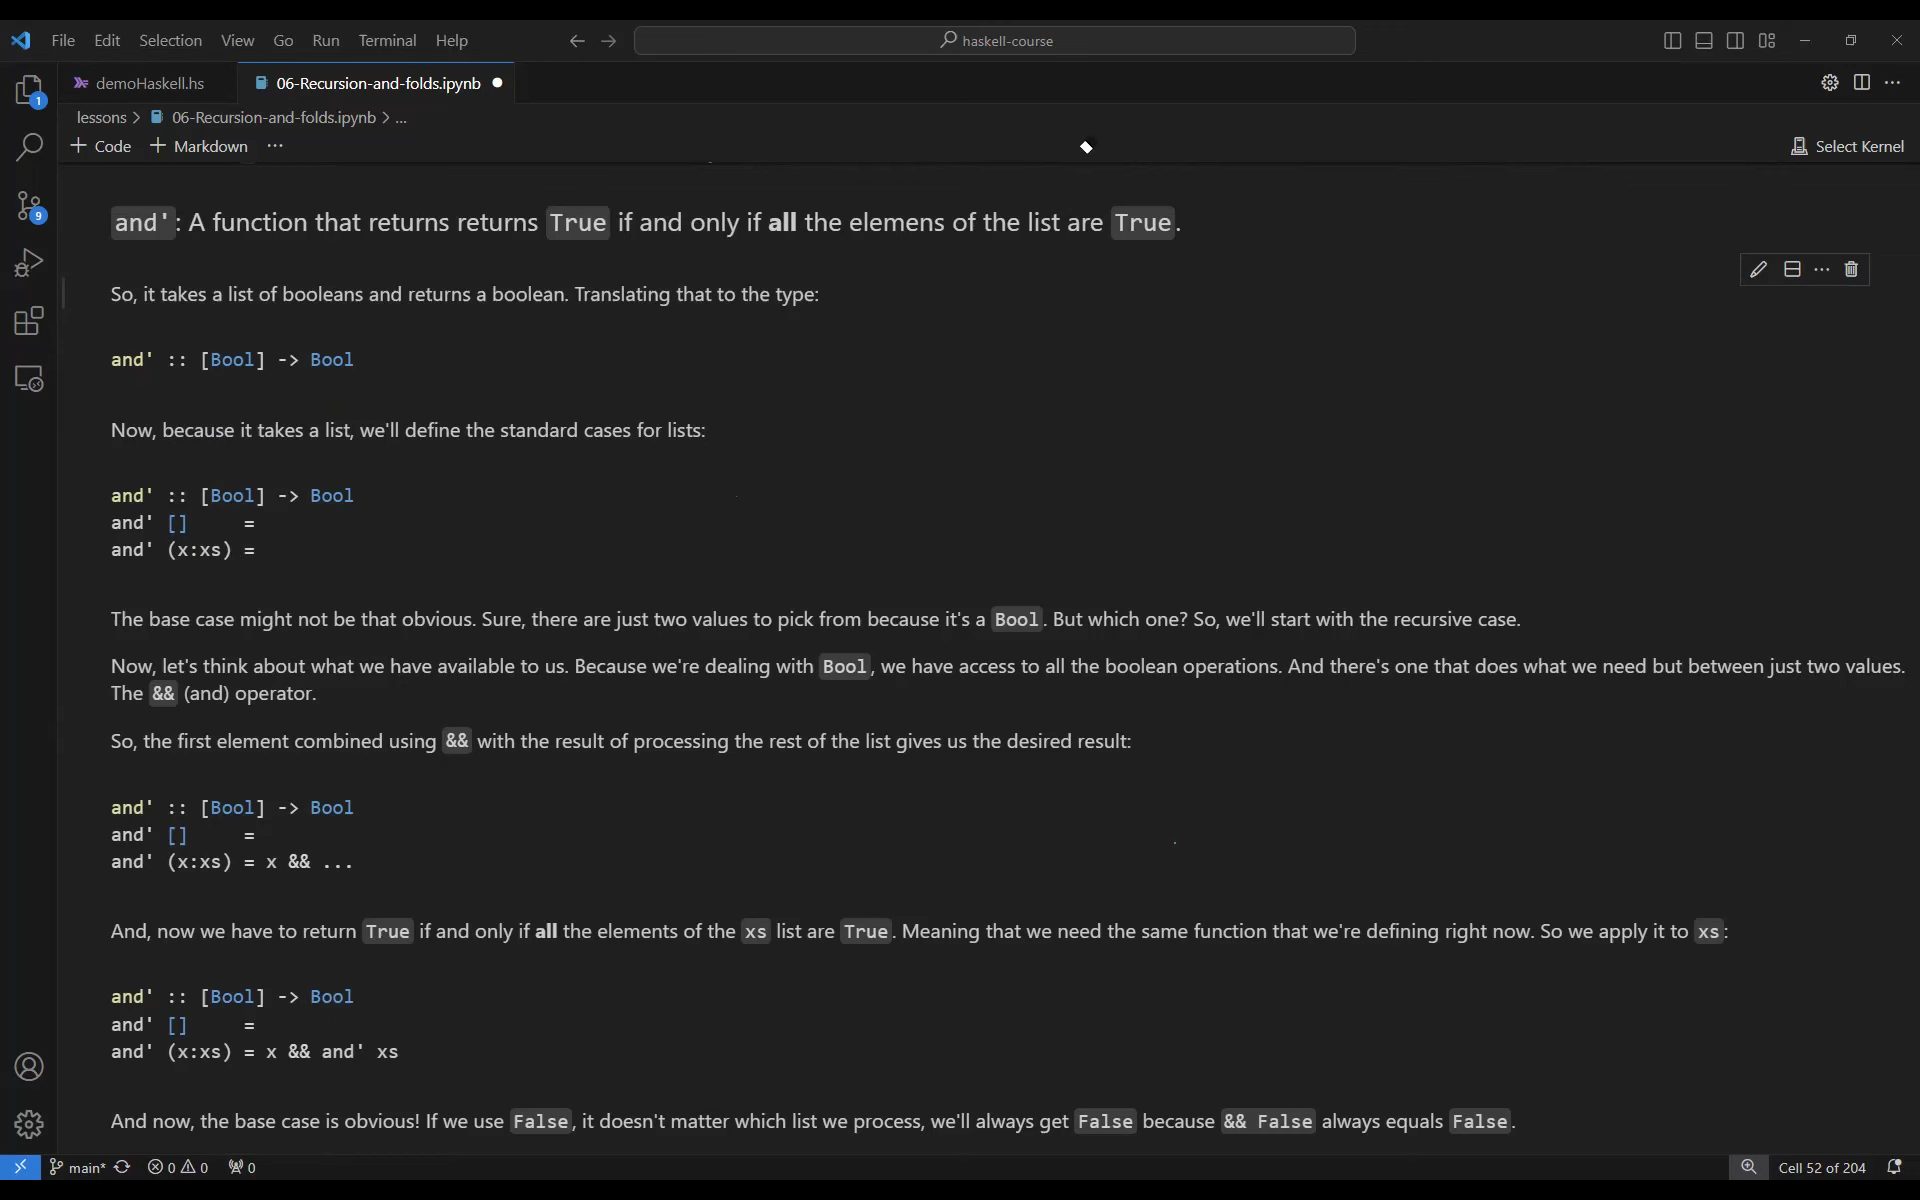 File Edit Selection View Go Run Terminal Help
haskell-course
demoHaskell.hs
06-Recursion-and-folds.ipynb
1
lessons > 06-Recursion-and-folds.ipynb > ...
+ Code + Markdown ...
Select Kernel
and': A function that returns returns True if and only if all the elemens of the list are True.
9
So, it takes a list of booleans and returns a boolean. Translating that to the type:
and' :: [Bool] -> Bool
Now, because it takes a list, we'll define the standard cases for lists:
and' :: [Bool] -> Bool
and' []     =
and' (x:xs) =
The base case might not be that obvious. Sure, there are just two values to pick from because it's a Bool. But which one? So, we'll start with the recursive case.
Now, let's think about what we have available to us. Because we're dealing with Bool, we have access to all the boolean operations. And there's one that does what we need but between just two values.
The && (and) operator.
So, the first element combined using && with the result of processing the rest of the list gives us the desired result:
and' :: [Bool] -> Bool
and' []     =
and' (x:xs) = x && ...
And, now we have to return True if and only if all the elements of the xs list are True. Meaning that we need the same function that we're defining right now. So we apply it to xs:
and' :: [Bool] -> Bool
and' []     =
and' (x:xs) = x && and' xs
And now, the base case is obvious! If we use False, it doesn't matter which list we process, we'll always get False because && False always equals False.
main* 0 0 0
Cell 52 of 204